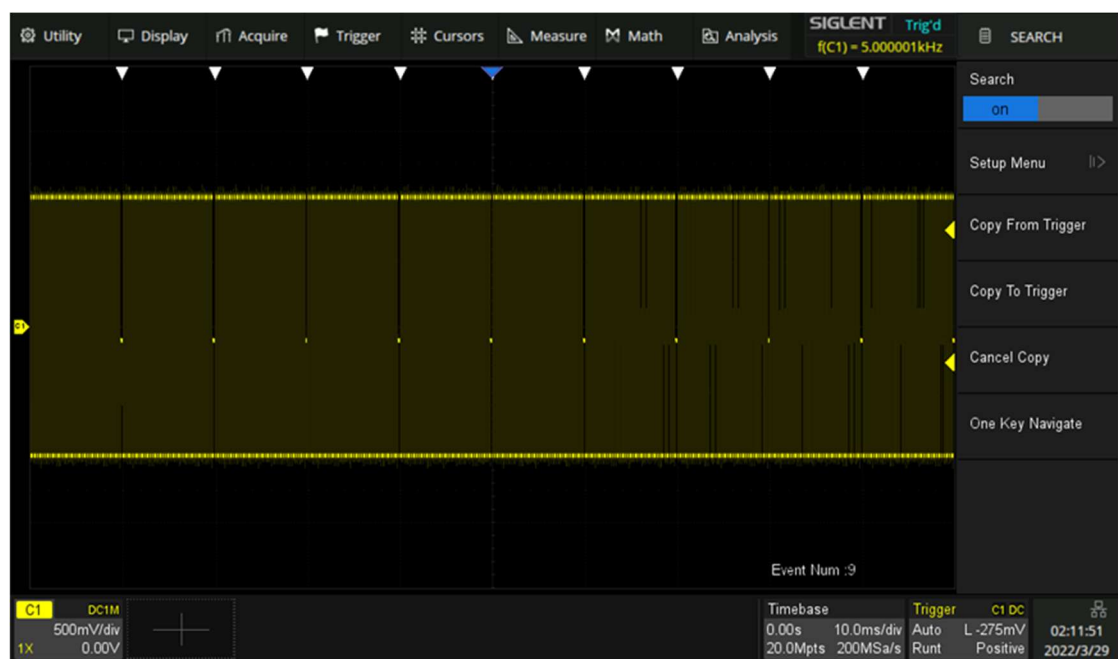 Utility Display Acquire Trigger Cursors Measure Math Analysis
SIGLENT Trig'd
f(C1) = 5.000001kHz
SEARCH
Search
on
Setup Menu
Copy From Trigger
Copy To Trigger
Cancel Copy
One Key Navigate
C1
Event Num :9
C1 DC1M
500mV/div
1X 0.00V
Timebase
0.00s 10.0ms/div
20.0Mpts 200MSa/s
Trigger C1 DC
Auto L -275mV
Runt Positive
02:11:51
2022/3/29